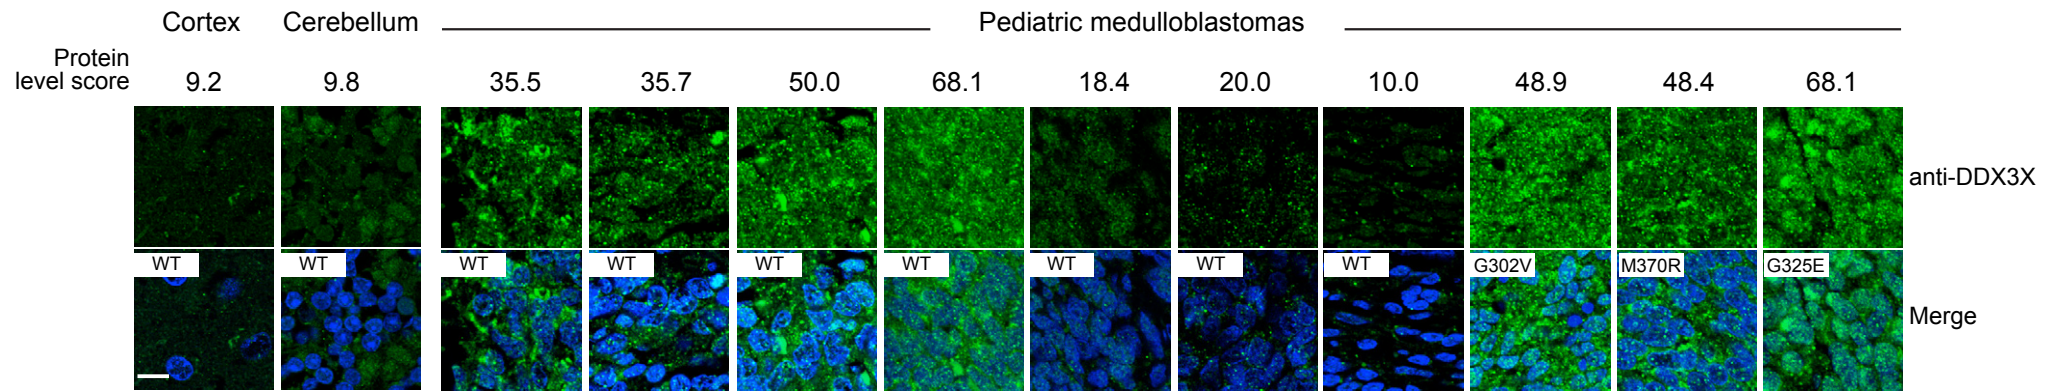 Cortex Cerebellum Pediatric medulloblastomas
Protein
level score 9.2 9.8 35.5 35.7 50.0 68.1 18.4 20.0 10.0 48.9 48.4 68.1
anti-DDX3X
WT WT WT WT WT WT WT WT WT G302V M370R G325E
Merge